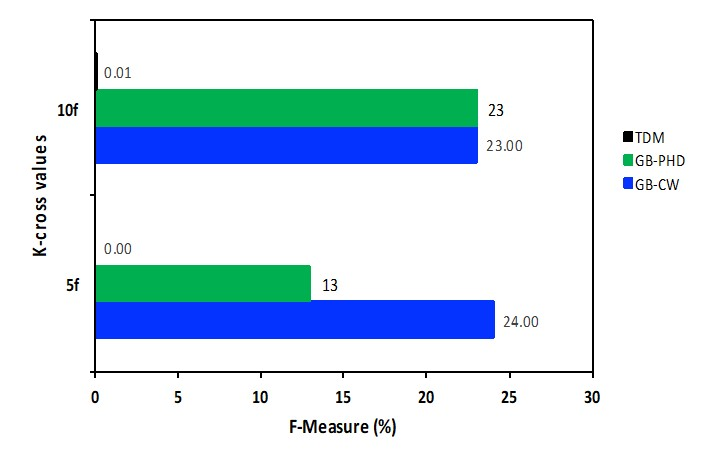 0.01
10f
23
23.00
TDM
GB-PHD
GB-CW
K-cross values
0.00
5f
13
24.00
0 5 10 15 20 25 30
F-Measure (%)